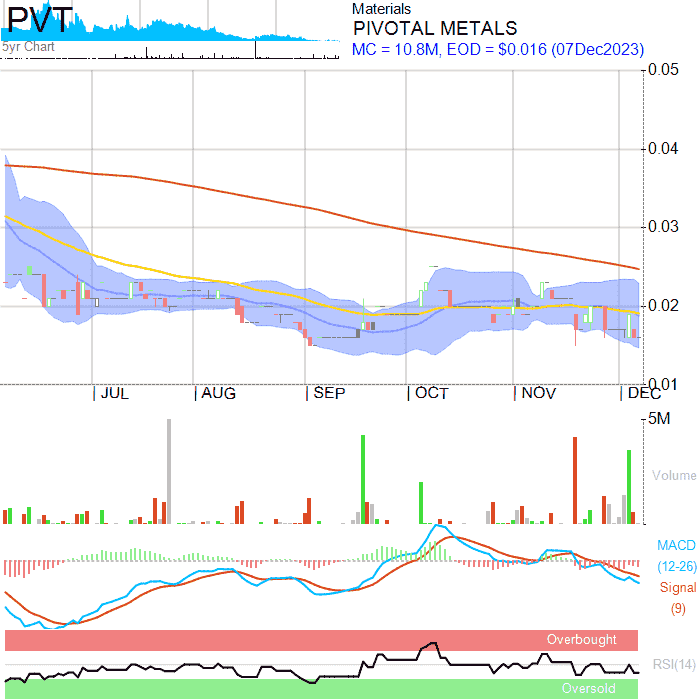 PVT
5yr Chart
Materials
PIVOTAL METALS
MC = 10.8M, EOD = $0.016 (07Dec2023)
0.05
0.04
0.03
0.02
0.01
JUL AUG SEP OCT NOV DEC
5M
Volume
MACD
(12-26)
Signal
(9)
Overbought
RSI(14)
Oversold